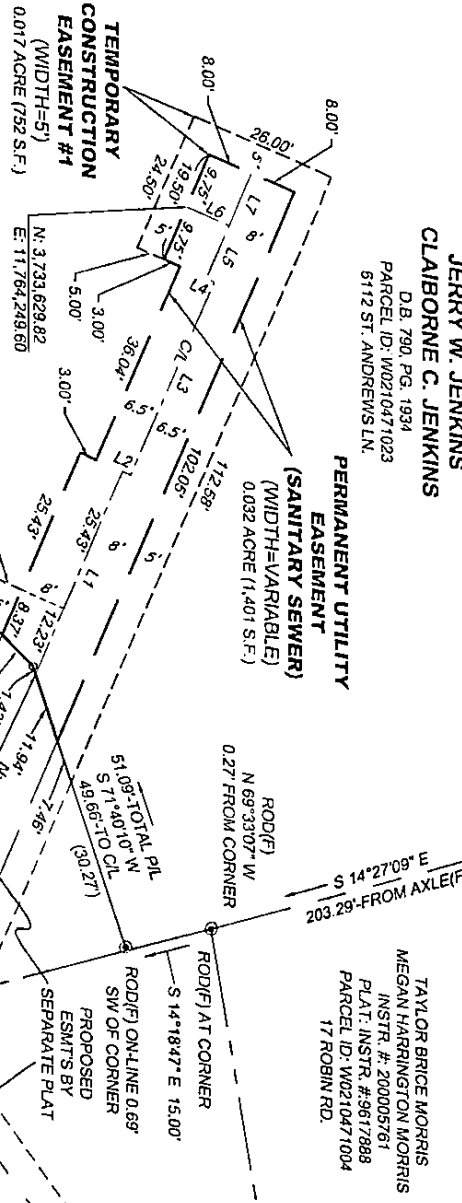 JERRY W. JENKINS
CLAIBORNE C. JENKINS
D.B. 790, PG. 1934
PARCEL ID: W0210471023
6112 ST. ANDREWS LN.
TAYLOR BRICE MORRIS
MEGAN HARRINGTON MORRIS
INSTR. #: 200005761
PLAT: INSTR. #:9617888
PARCEL ID: W0210471004
17 ROBIN RD.
S 14°27'09" E
203.29'-FROM AXLE(F
ROD(F)
N 69°33'07" W
0.27' FROM CORNER
ROD(F) AT CORNER
S 14°18'47" E 15.00'
ROD(F) ON-LINE 0.69'
SW OF CORNER
PROPOSED
ESMT'S BY
SEPARATE PLAT
PERMANENT UTILITY
EASEMENT
(SANITARY SEWER)
(WIDTH=VARIABLE)
0.032 ACRE (1,401 S.F.)
51.09'-TOTAL P/L
S 71°40'10" W
49.66'-TO C/L
(30.27')
TEMPORARY
CONSTRUCTION
EASEMENT #1
(WIDTH=5')
0.017 ACRE (752 S.F.)
N: 3,733,629.82
E: 11,764,249.60
8.00'
8.00'
26.00'
5'
L7
8'
9.75'
L6
L5
19.50'
9.75'
24.50'
5'
L4
3.00'
5.00'
C/L
L3
36.04'
6.5'
6.5'
102.05'
112.58'
3.00'
L2
25.43'
25.43'
L1
8'
5'
8'
12.23'
8.37'
11.94'
7.46'